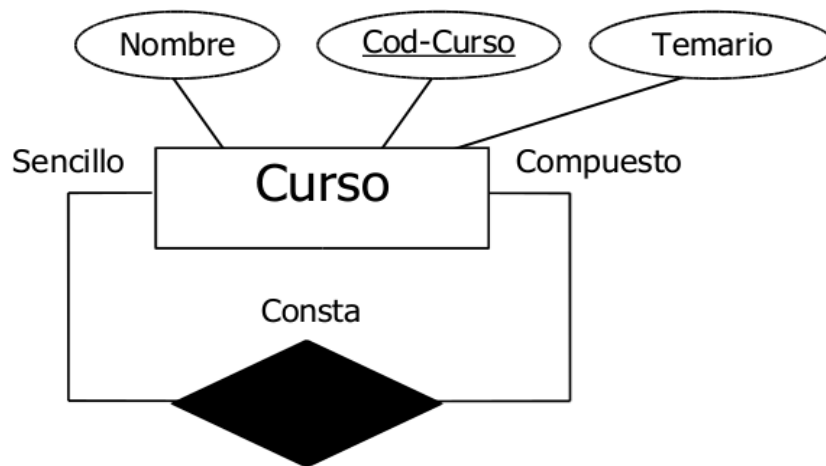 Nombre
Cod-Curso
Temario
Sencillo
Curso
Compuesto
Consta